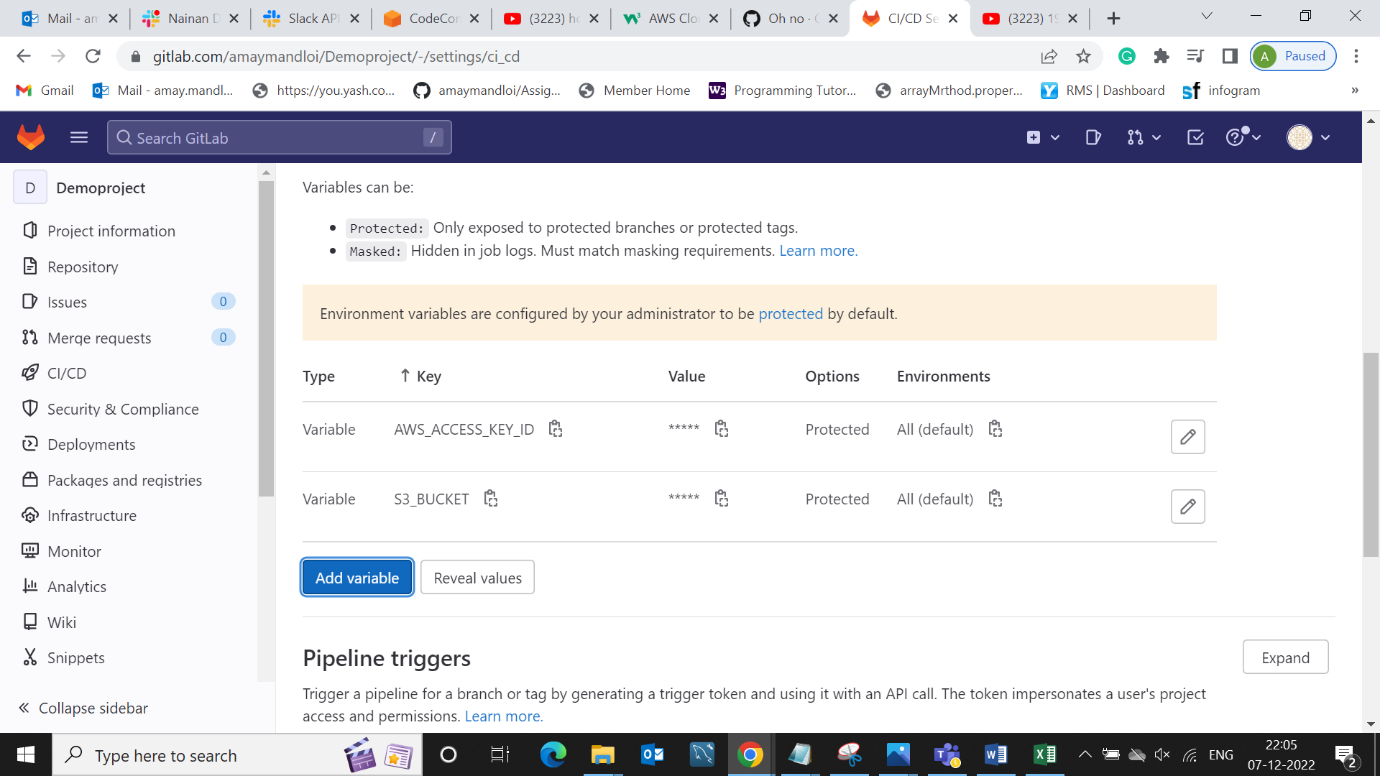 Mail - an
Nainan D
Slack API
CodeCor
(3223) ho
AWS Clo
Oh no · G
CI/CD Se
(3223) 19
gitlab.com/amaymandloi/Demoproject/-/settings/ci_cd
A Paused
Gmail
Mail - amay.mandl...
https://you.yash.co...
amaymandloi/Assig...
Member Home
Programming Tutor...
arrayMrthod.proper...
RMS | Dashboard
infogram
»
Search GitLab /
D Demoproject
Project information
Repository
Issues 0
Merge requests 0
CI/CD
Security & Compliance
Deployments
Packages and registries
Infrastructure
Monitor
Analytics
Wiki
Snippets
Collapse sidebar
Variables can be:
Protected: Only exposed to protected branches or protected tags.
Masked: Hidden in job logs. Must match masking requirements. Learn more.
Environment variables are configured by your administrator to be protected by default.
Type ↑ Key Value Options Environments
Variable AWS_ACCESS_KEY_ID ***** Protected All (default)
Variable S3_BUCKET ***** Protected All (default)
Add variable Reveal values
Pipeline triggers Expand
Trigger a pipeline for a branch or tag by generating a trigger token and using it with an API call. The token impersonates a user's project
access and permissions. Learn more.
Type here to search
ENG
22:05
07-12-2022
2